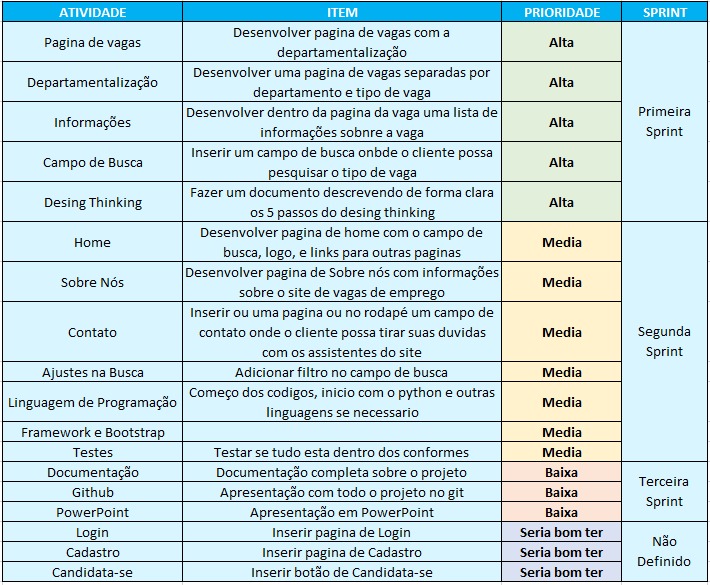 ATIVIDADE ITEM PRIORIDADE SPRINT
Pagina de vagas
Desenvolver pagina de vagas com a
departamentalização
Alta
Departamentalização
Desenvolver uma pagina de vagas separadas por
departamento e tipo de vaga
Alta
Informações
Desenvolver dentro da pagina da vaga uma lista de
informações sobnre a vaga
Alta
Campo de Busca
Inserir um campo de busca onbde o cliente possa
pesquisar o tipo de vaga
Alta
Desing Thinking
Fazer um documento descrevendo de forma clara
os 5 passos do desing thinking
Alta
Primeira
Sprint
Home
Desenvolver pagina de home com o campo de
busca, logo, e links para outras paginas
Media
Sobre Nós
Desenvolver pagina de Sobre nós com informações
sobre o site de vagas de emprego
Media
Contato
Inserir ou uma pagina ou no rodapé um campo de
contato onde o cliente possa tirar suas duvidas
com os assistentes do site
Media
Ajustes na Busca Adicionar filtro no campo de busca Media
Linguagem de Programação
Começo dos codigos, inicio com o python e outras
linguagens se necessario
Media
Framework e Bootstrap Media
Testes Testar se tudo esta dentro dos conformes Media
Segunda
Sprint
Documentação Documentação completa sobre o projeto Baixa
Github Apresentação com todo o projeto no git Baixa
PowerPoint Apresentação em PowerPoint Baixa
Terceira
Sprint
Login Inserir pagina de Login Seria bom ter
Cadastro Inserir pagina de Cadastro Seria bom ter
Candidata-se Inserir botão de Candidata-se Seria bom ter
Não
Definido